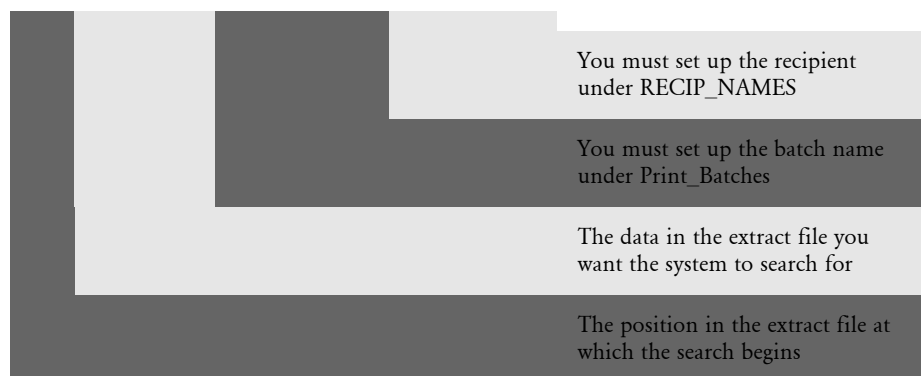 You must set up the recipient
under RECIP_NAMES
You must set up the batch name
under Print_Batches
The data in the extract file you
want the system to search for
The position in the extract file at
which the search begins